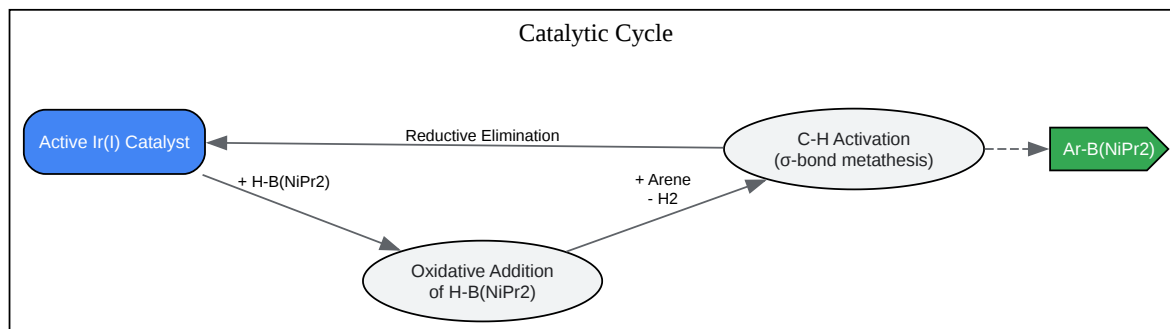 Catalytic Cycle
Active Ir(I) Catalyst
Reductive Elimination
C-H Activation
(σ-bond metathesis)
Ar-B(NiPr2)
+ H-B(NiPr2)
+ Arene
- H2
Oxidative Addition
of H-B(NiPr2)